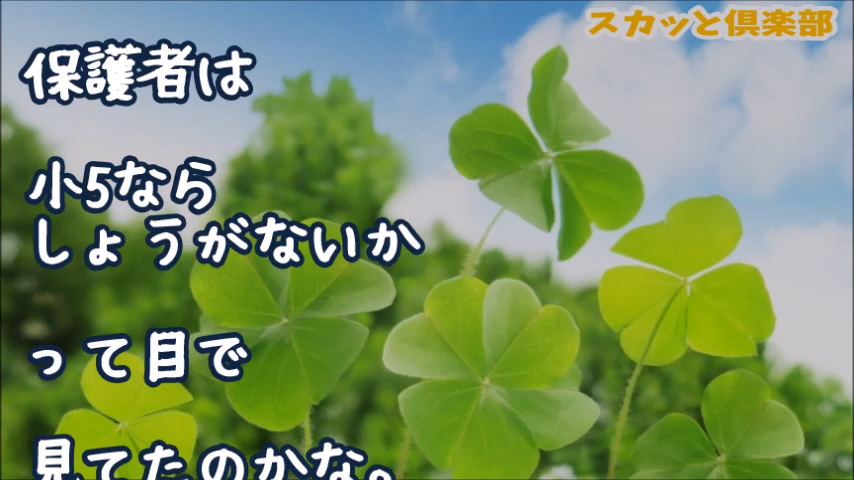 スカッと倶楽部
保護者は
小5なら
しょうがないか
って目で
見てたのかな。